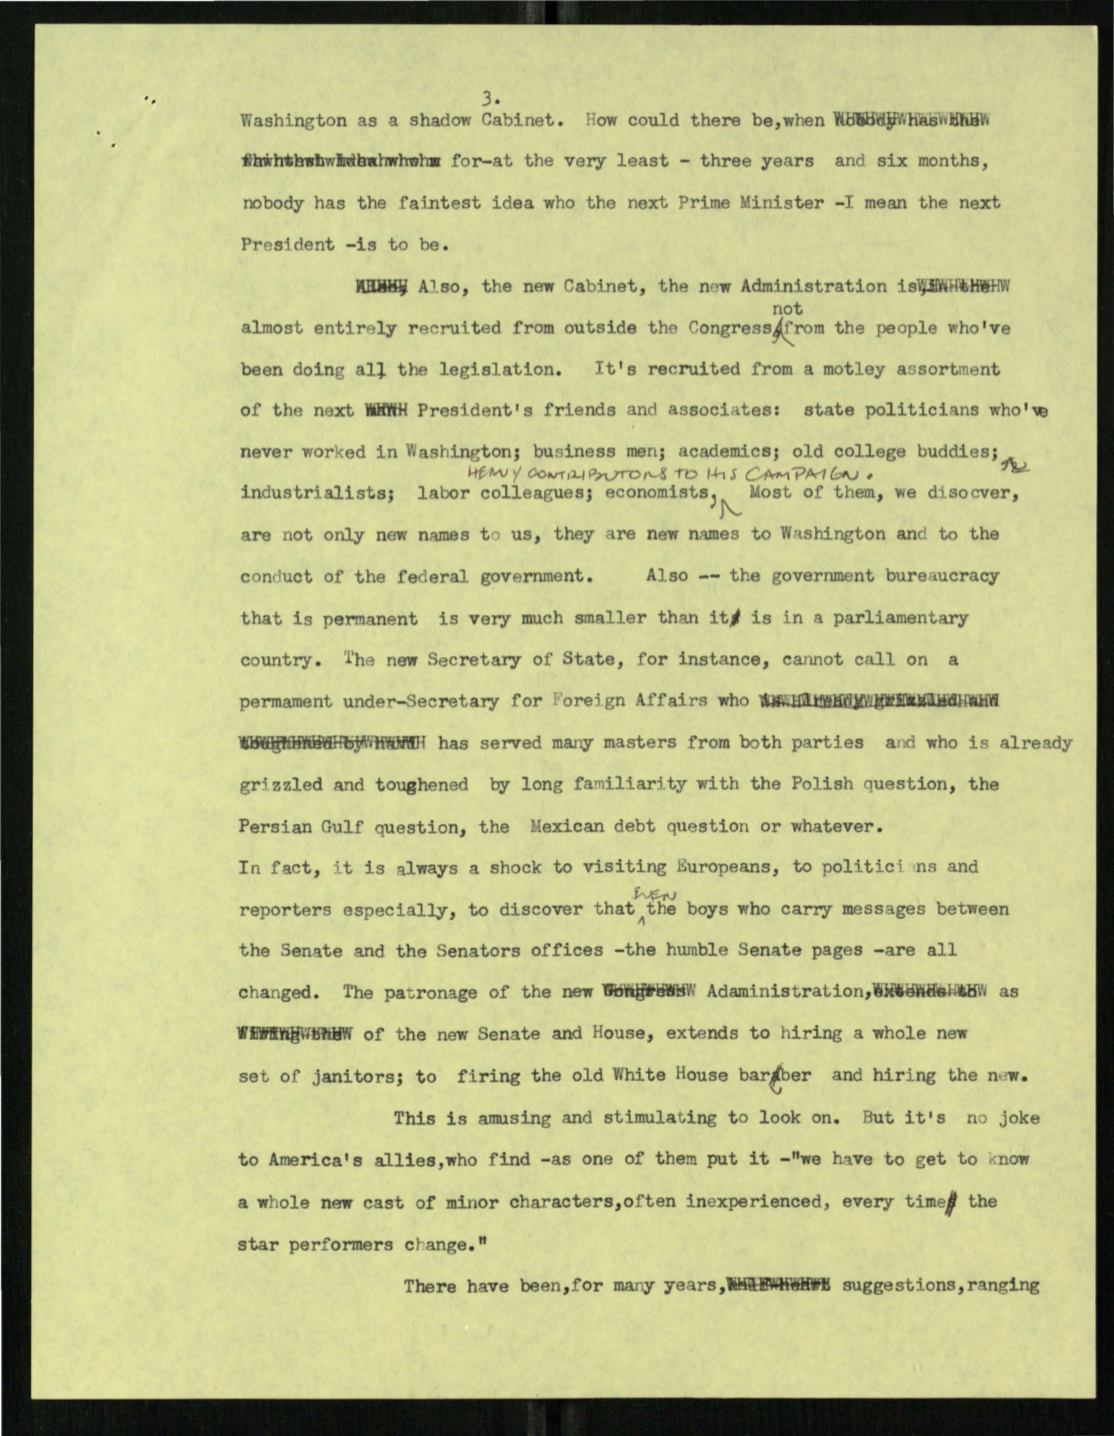 3.
Washington as a shadow Cabinet.  How could there be,when
for-at the very least - three years  and six months,
nobody has the faintest idea who the next Prime Minister -I mean the next
President -is to be.
Also, the new Cabinet, the new Administration is,
not
almost entirely recruited from outside the Congress from the people who've
been doing all the legislation.  It's recruited from a motley assortment
of the next President's friends and associates:  state politicians who've
never worked in Washington; business men; academics; old college buddies;
HEAVY CONTRIBUTORS TO HIS CAMPAIGN.
industrialists;  labor colleagues; economists,  Most of them, we disocver,
are not only new names to us, they are new names to Washington and to the
conduct of the federal government.    Also -- the government bureaucracy
that is permanent  is very much smaller than it is in a parliamentary
country.  The new Secretary of State, for instance, cannot call on  a
permament under-Secretary for Foreign Affairs who
has served many masters from both parties  and who is already
grizzled and toughened  by long familiarity with the Polish question, the
Persian Gulf question, the  Mexican debt question or whatever.
In fact, it is always a shock to visiting Europeans, to politicians and
EVEN
reporters especially, to discover that the boys who carry messages between
the Senate and the Senators offices -the humble Senate pages -are all
changed.  The patronage of the new Adaministration, as
of the new Senate and House, extends to hiring a whole new
set of janitors; to  firing the old White House barber  and hiring the new.
This is amusing and stimulating to look on.  But it's  no joke
to America's allies,who find -as one of them put it -"we have to get to know
a whole new cast of minor characters,often inexperienced, every time the
star performers change."
There have been,for many years, suggestions,ranging